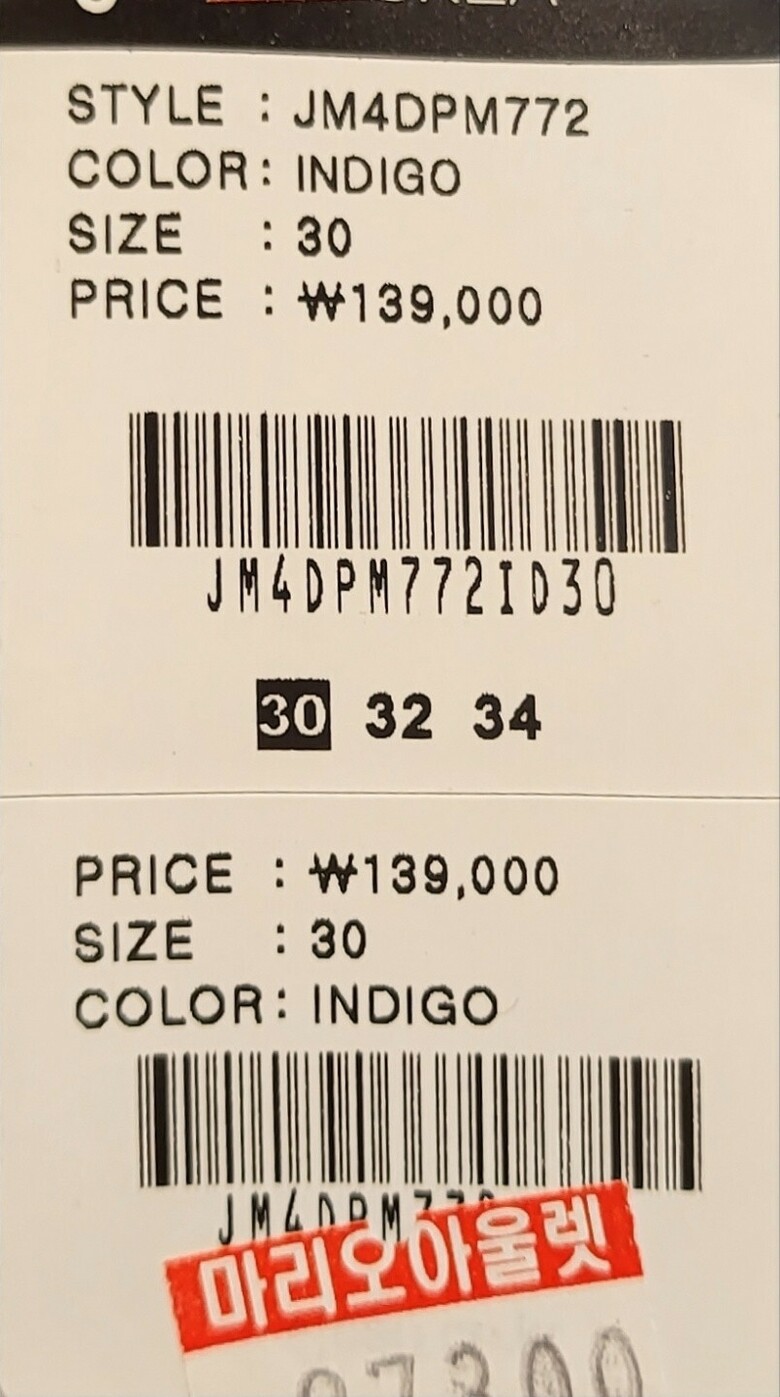 STYLE : JM4DPM772
COLOR : INDIGO
SIZE : 30
PRICE : ₩139,000
JM4DPM772ID30
30 32 34
PRICE : ₩139,000
SIZE : 30
COLOR : INDIGO
JM4DPM772
마리오아울렛